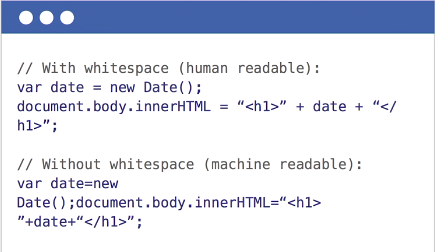 // With whitespace (human readable):
var date = new Date();
document.body.innerHTML = “<h1>” + date + “</
h1>”;
// Without whitespace (machine readable):
var date=new
Date();document.body.innerHTML=“<h1>
”+date+“</h1>”;